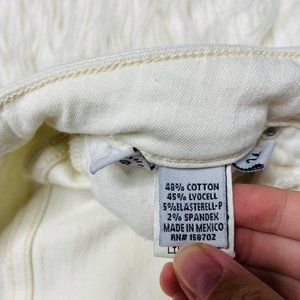 48% COTTON
45% LYOCELL
5% ELASTERELL-P
2% SPANDEX
MADE IN MEXICO
RN# 158702